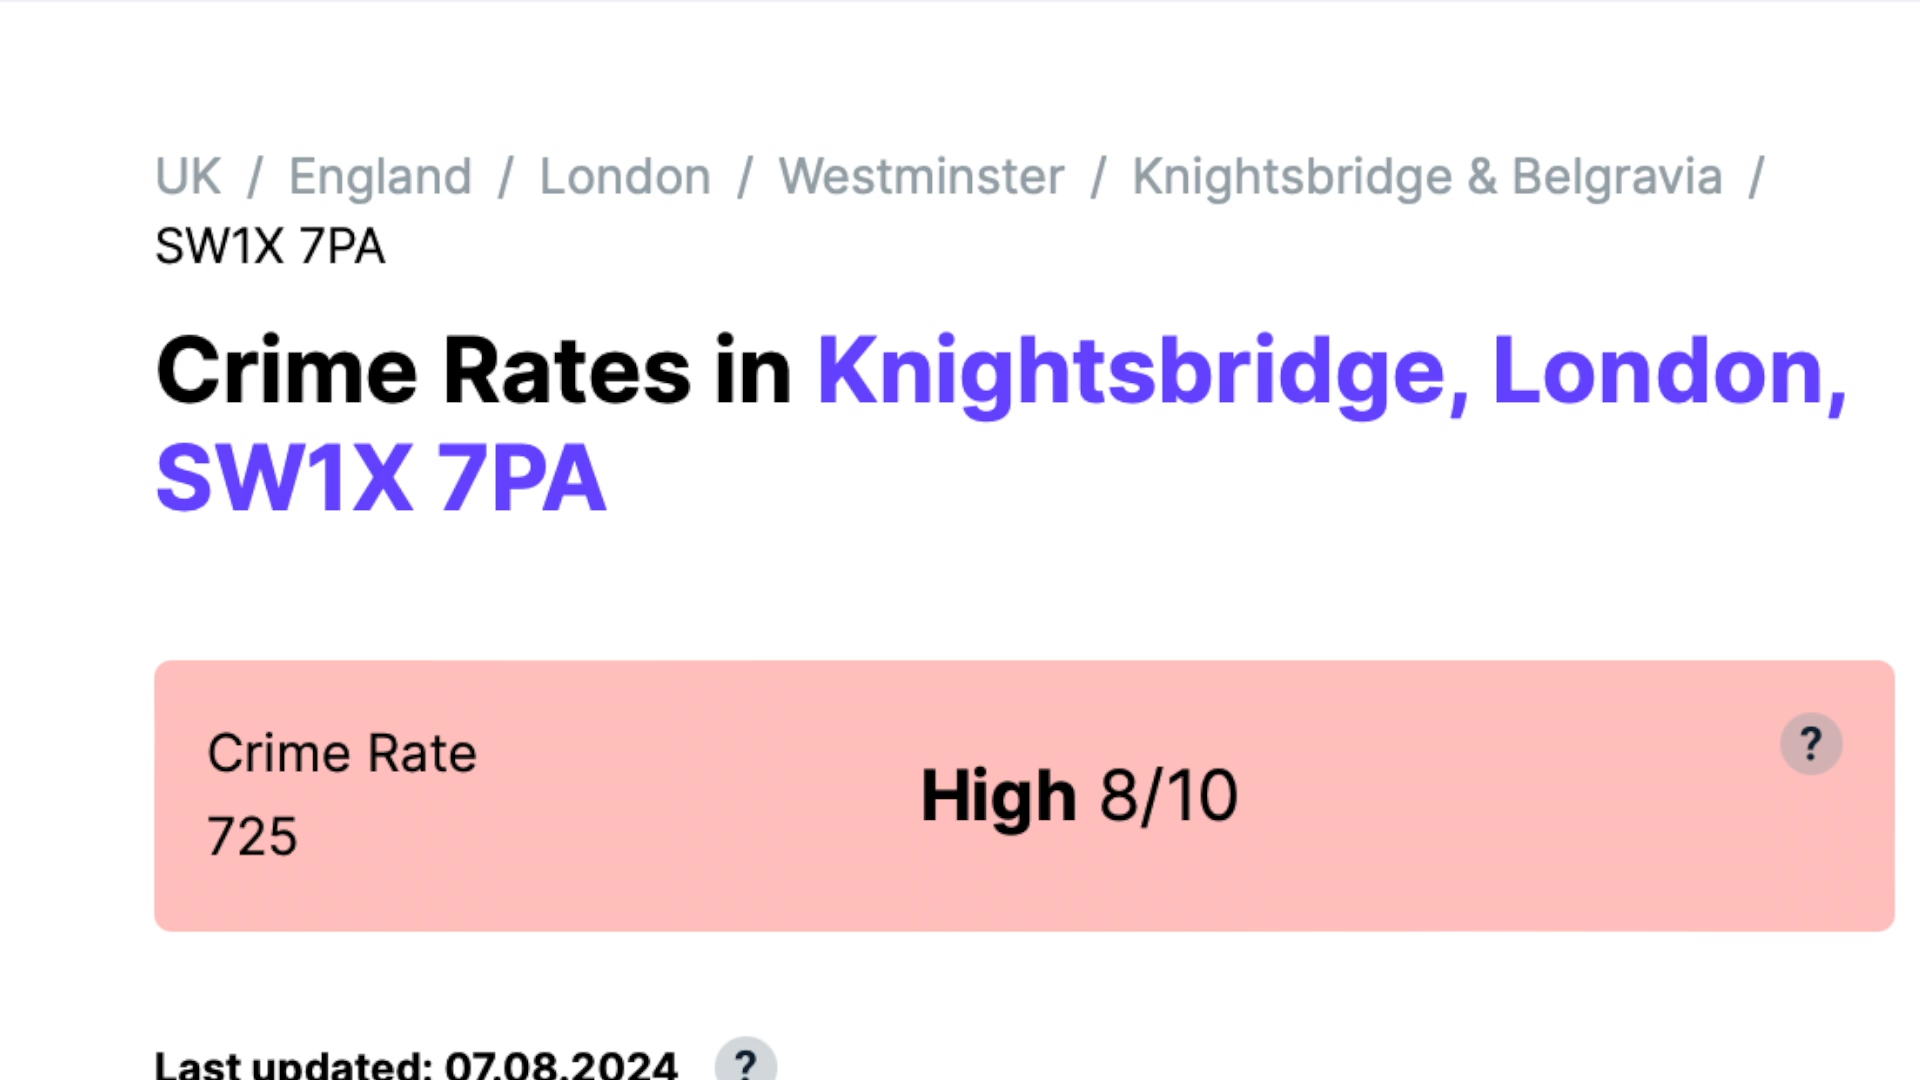 UK / England / London / Westminster / Knightsbridge & Belgravia /
SW1X 7PA
Crime Rates in Knightsbridge, London,
SW1X 7PA
Crime Rate
725
High 8/10
?
Last updated: 07.08.2024 ?